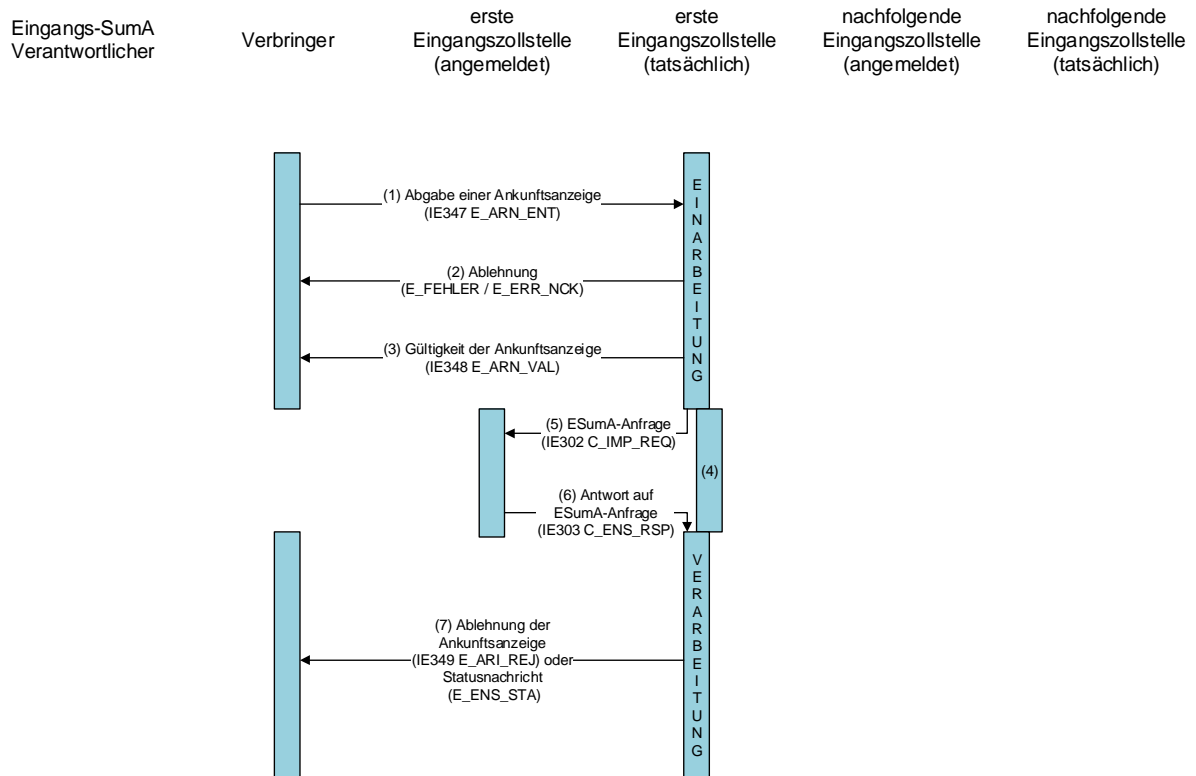 Eingangs-SumA
Verantwortlicher
Verbringer
erste
Eingangszollstelle
(angemeldet)
erste
Eingangszollstelle
(tatsächlich)
nachfolgende
Eingangszollstelle
(angemeldet)
nachfolgende
Eingangszollstelle
(tatsächlich)
(1) Abgabe einer Ankunftsanzeige
(IE347 E_ARN_ENT)
(2) Ablehnung
(E_FEHLER / E_ERR_NCK)
(3) Gültigkeit der Ankunftsanzeige
(IE348 E_ARN_VAL)
EINARBEITUNG
(5) ESumA-Anfrage
(IE302 C_IMP_REQ)
(4)
(6) Antwort auf
ESumA-Anfrage
(IE303 C_ENS_RSP)
(7) Ablehnung der
Ankunftsanzeige
(IE349 E_ARI_REJ) oder
Statusnachricht
(E_ENS_STA)
VERARBEITUNG